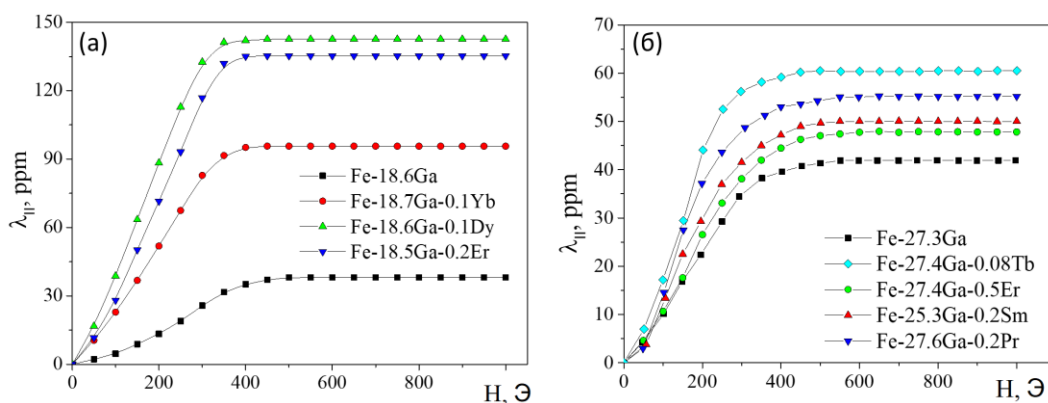 (а)
150
120
90
60
30
0
λ||, ppm
0
200
400
600
800
1000
H, Э
Fe-18.6Ga
Fe-18.7Ga-0.1Yb
Fe-18.6Ga-0.1Dy
Fe-18.5Ga-0.2Er
(б)
70
60
50
40
30
20
10
0
λ||, ppm
0
200
400
600
800
1000
H, Э
Fe-27.3Ga
Fe-27.4Ga-0.08Tb
Fe-27.4Ga-0.5Er
Fe-25.3Ga-0.2Sm
Fe-27.6Ga-0.2Pr